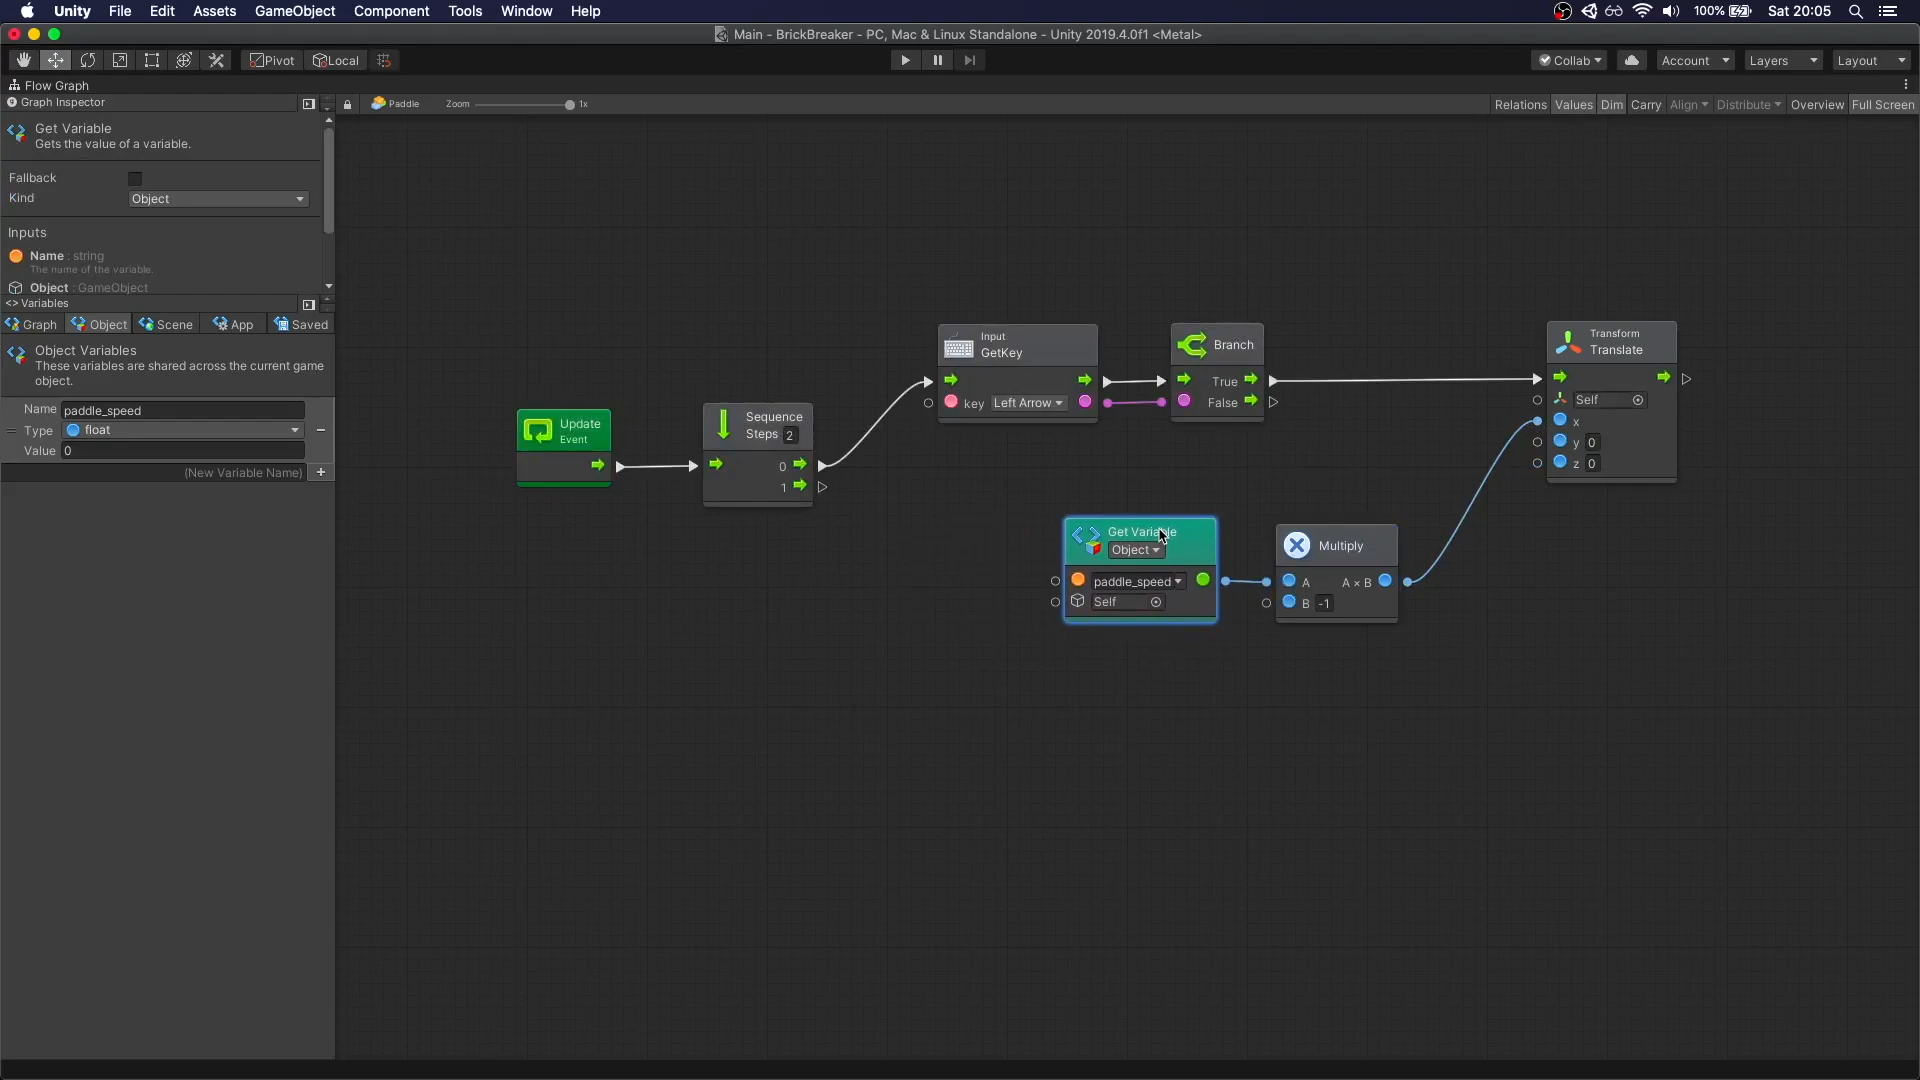 Unity File Edit Assets GameObject Component Tools Window Help 100% Sat 20:05
Main - BrickBreaker - PC, Mac & Linux Standalone - Unity 2019.4.0f1 <Metal>
Pivot Local Collab Account Layers Layout
Flow Graph
Graph Inspector
Paddle Zoom 1x Relations Values Dim Carry Align Distribute Overview Full Screen
Get Variable
Gets the value of a variable.
Fallback
Kind Object
Inputs
Name : string
The name of the variable.
Object : GameObject
<> Variables
Graph Object Scene App Saved
Object Variables
These variables are shared across the current game
object.
Name paddle_speed
Type float
Value 0
(New Variable Name)
Update
Event
Sequence
Steps 2
0
1
Input
GetKey
key Left Arrow
Branch
True
False
Transform
Translate
Self
x
y 0
z 0
Get Variable
Object
paddle_speed
Self
Multiply
A A × B
B -1